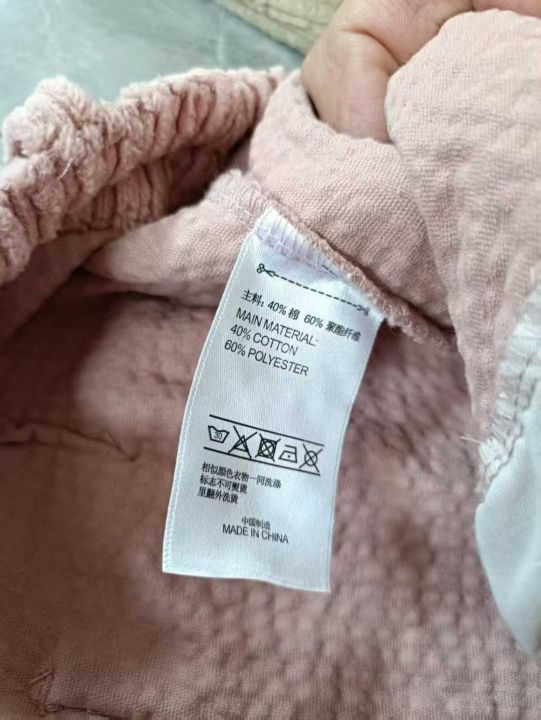 主料: 40% 棉 60% 聚酯纤维
MAIN MATERIAL:
40% COTTON
60% POLYESTER
30
相似颜色衣物一同洗涤
标志不可熨烫
里翻外洗烫
中国制造
MADE IN CHINA